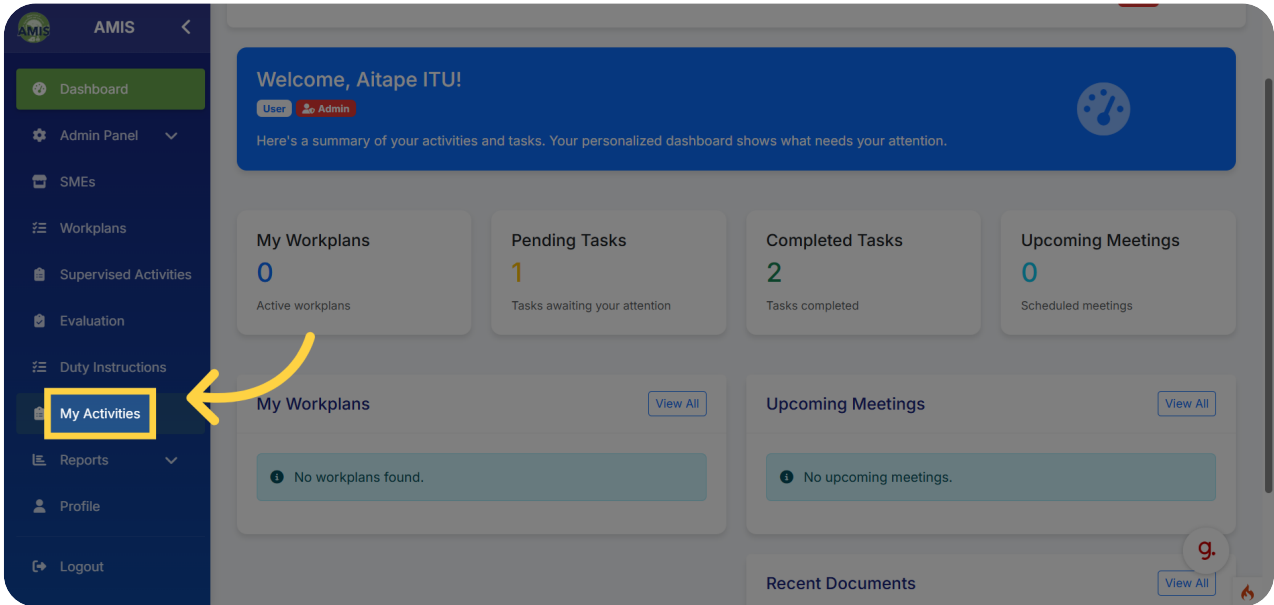 AMIS
AMIS
Dashboard
Admin Panel
SMEs
Workplans
Supervised Activities
Evaluation
Duty Instructions
My Activities
Reports
Profile
Logout
Welcome, Aitape ITU!
User Admin
Here's a summary of your activities and tasks. Your personalized dashboard shows what needs your attention.
My Workplans
0
Active workplans
Pending Tasks
1
Tasks awaiting your attention
Completed Tasks
2
Tasks completed
Upcoming Meetings
0
Scheduled meetings
My Workplans
View All
No workplans found.
Upcoming Meetings
View All
No upcoming meetings.
g.
Recent Documents
View All